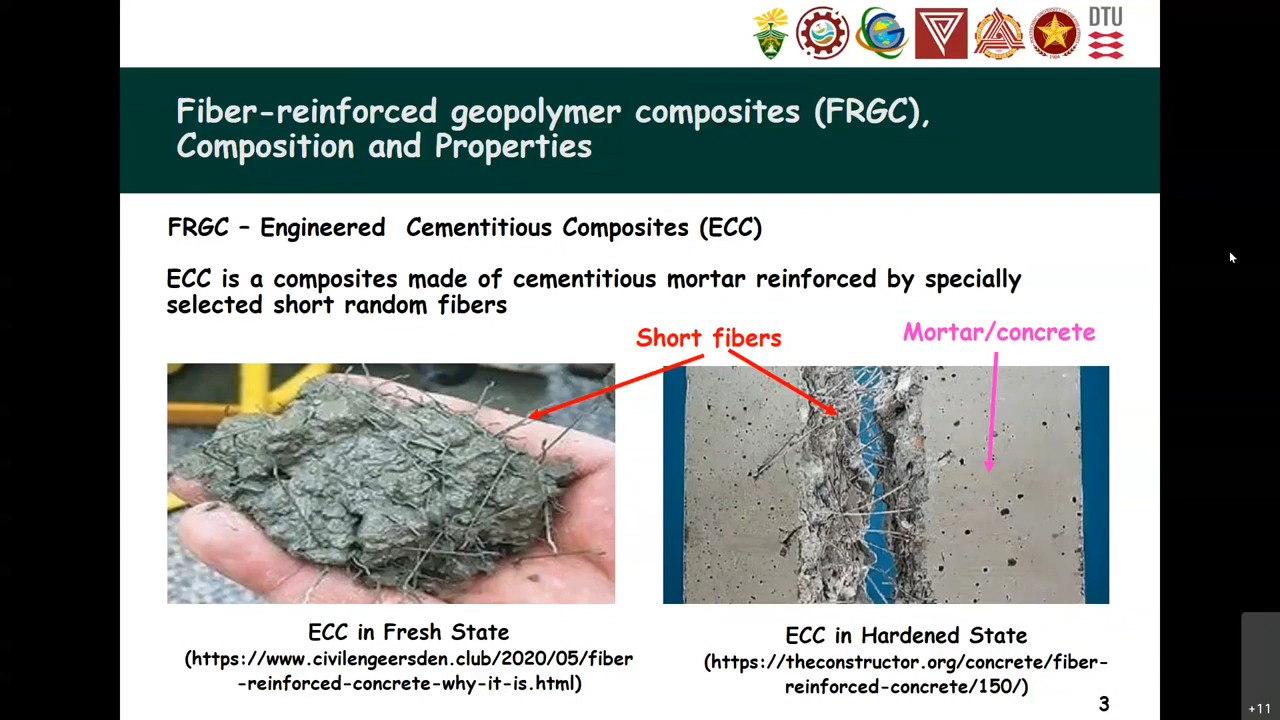 DTU
Fiber-reinforced geopolymer composites (FRGC),
Composition and Properties
FRGC – Engineered Cementitious Composites (ECC)
ECC is a composites made of cementitious mortar reinforced by specially
selected short random fibers
Short fibers
Mortar/concrete
ECC in Fresh State
(https://www.civilengeersden.club/2020/05/fiber
-reinforced-concrete-why-it-is.html)
ECC in Hardened State
(https://theconstructor.org/concrete/fiber-
reinforced-concrete/150/)
3
+11